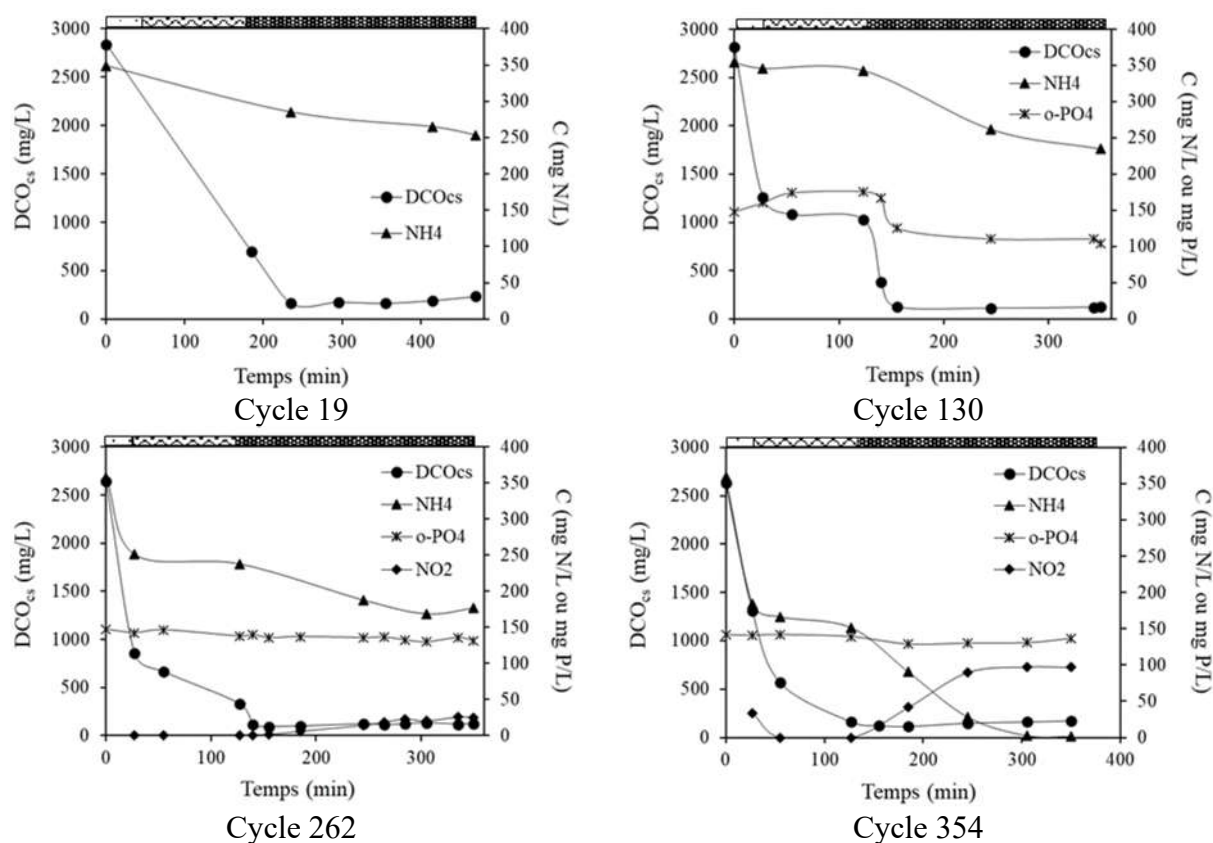 3000
2500
2000
1500
1000
500
0
DCOcs (mg/L)
400
350
300
250
200
150
100
50
0
C (mg N/L)
DCOcs
NH4
0 100 200 300 400
Temps (min)
Cycle 19
3000
2500
2000
1500
1000
500
0
DCOcs (mg/L)
400
350
300
250
200
150
100
50
0
C (mg N/L ou mg P/L)
DCOcs
NH4
o-PO4
0 100 200 300
Temps (min)
Cycle 130
3000
2500
2000
1500
1000
500
0
DCOcs (mg/L)
400
350
300
250
200
150
100
50
0
C (mg N/L ou mg P/L)
DCOcs
NH4
o-PO4
NO2
0 100 200 300
Temps (min)
Cycle 262
3000
2500
2000
1500
1000
500
0
DCOcs (mg/L)
400
350
300
250
200
150
100
50
0
C (mg N/L ou mg P/L)
DCOcs
NH4
o-PO4
NO2
0 100 200 300 400
Temps (min)
Cycle 354